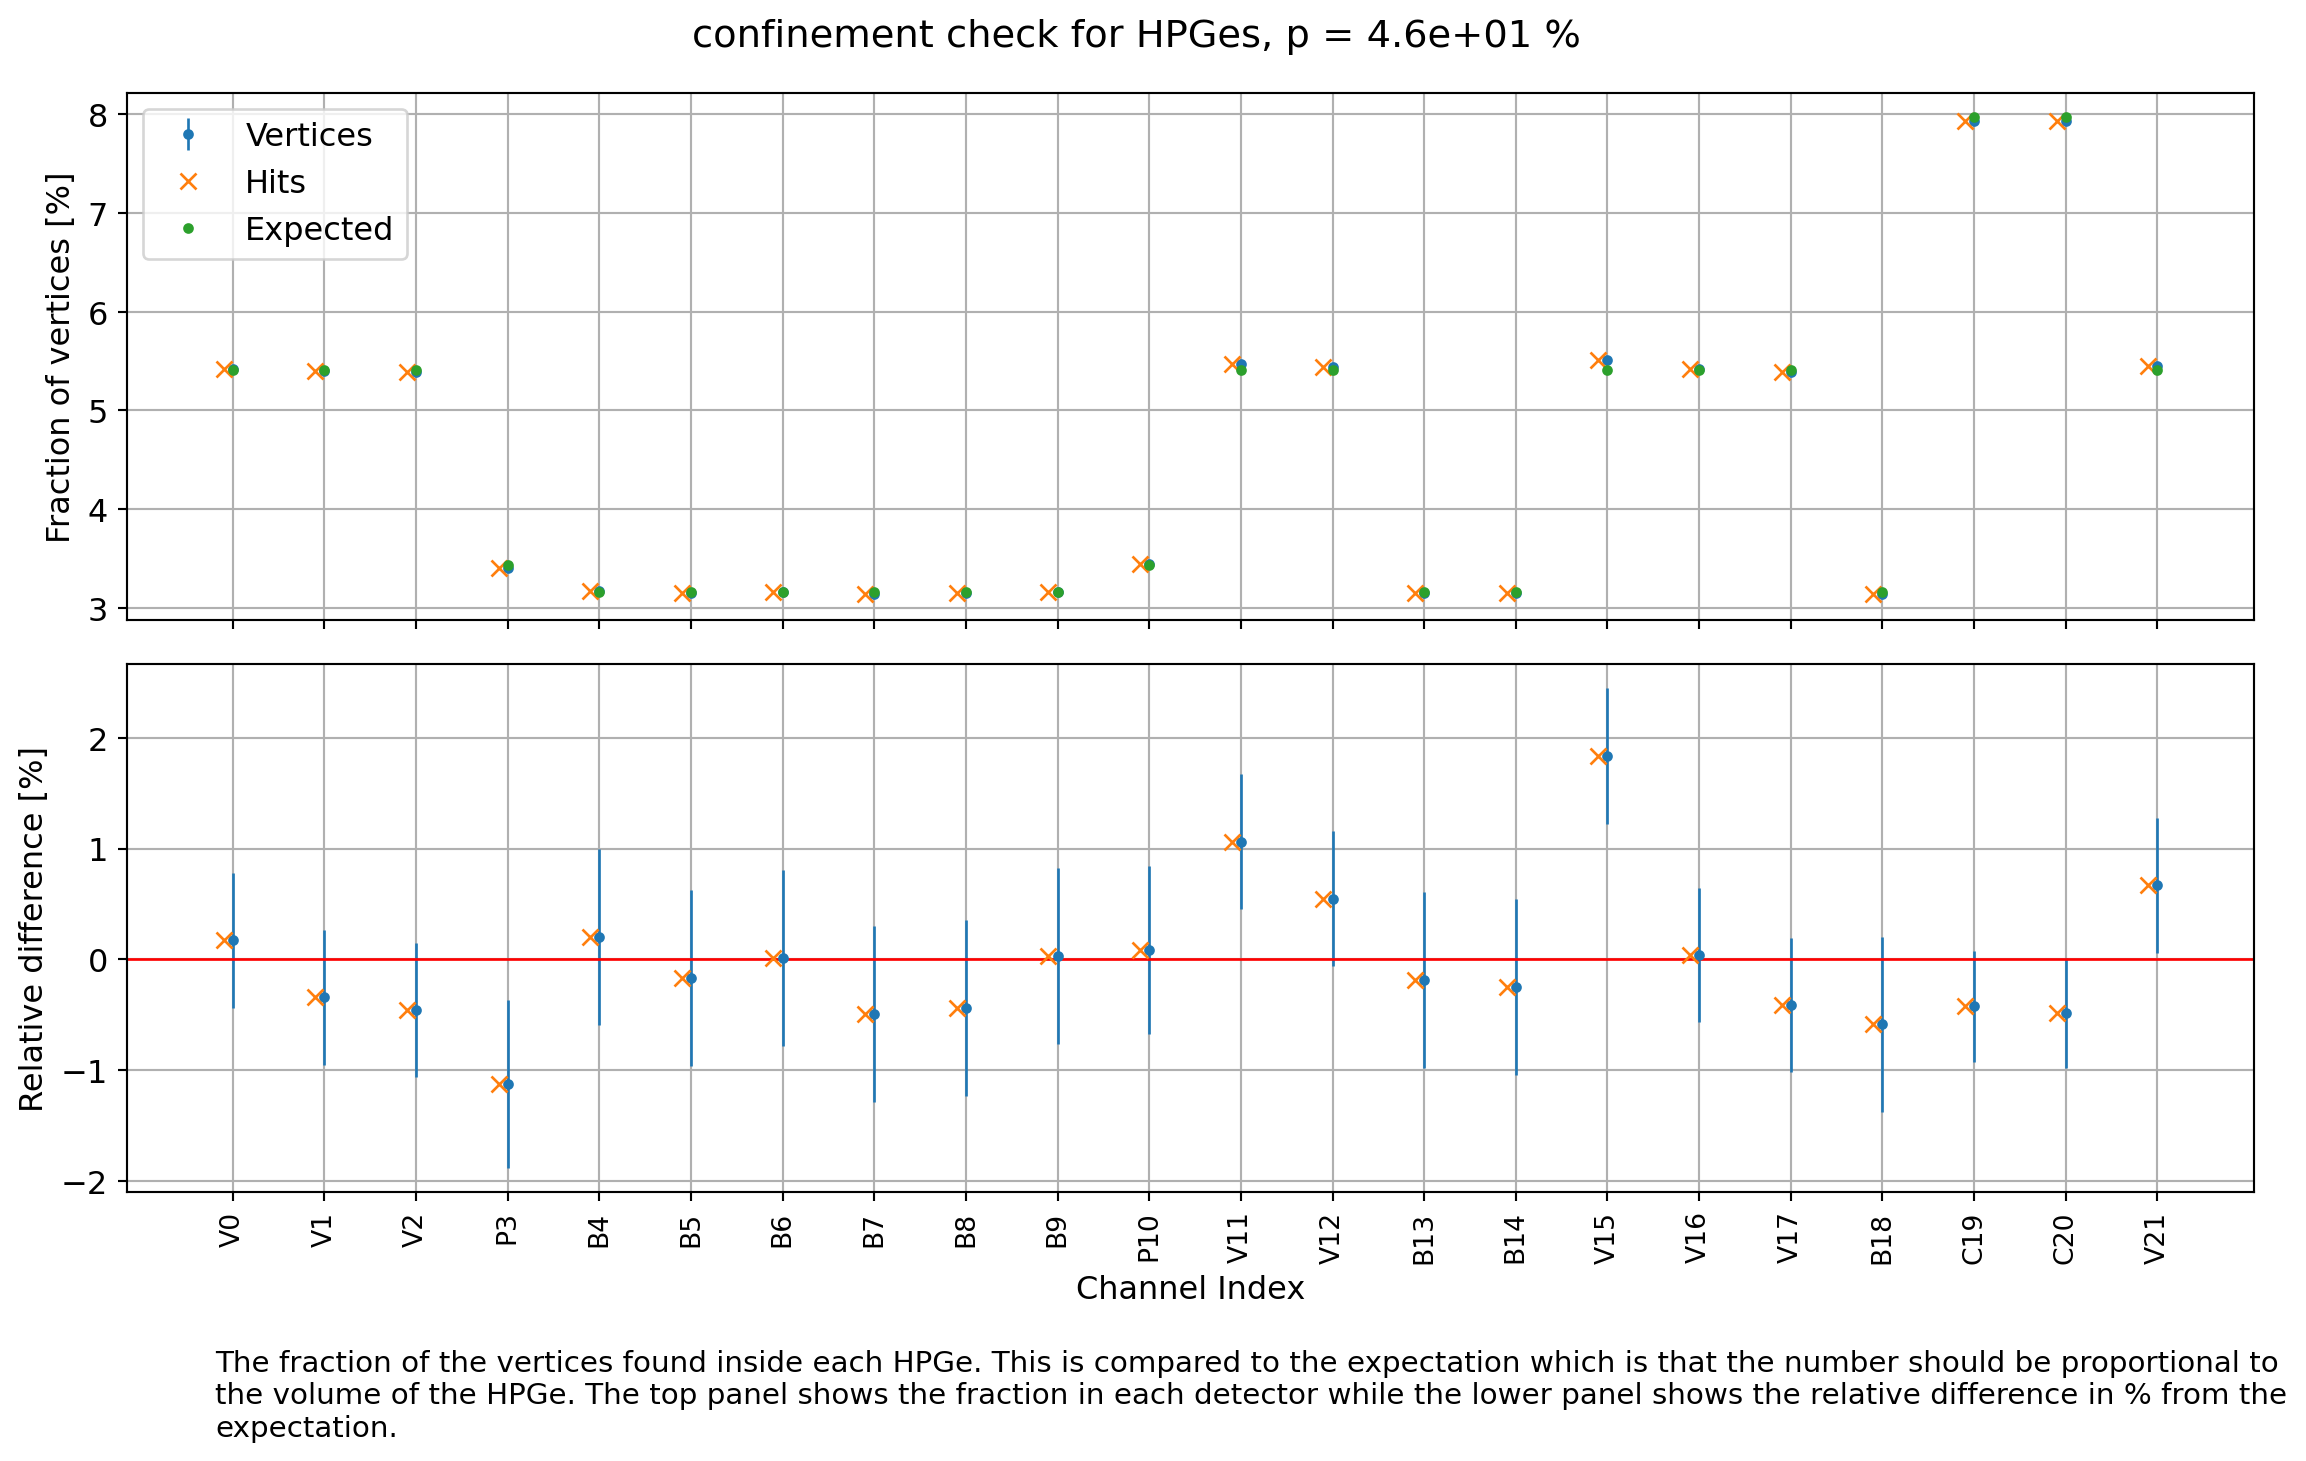 confinement check for HPGes, p = 4.6e+01 %
8
7
6
5
4
3
Fraction of vertices [%]
Vertices
Hits
Expected
2
1
0
−1
−2
Relative difference [%]
V0 V1 V2 P3 B4 B5 B6 B7 B8 B9 P10 V11 V12 B13 B14 V15 V16 V17 B18 C19 C20 V21
Channel Index
The fraction of the vertices found inside each HPGe. This is compared to the expectation which is that the number should be proportional to
the volume of the HPGe. The top panel shows the fraction in each detector while the lower panel shows the relative difference in % from the
expectation.